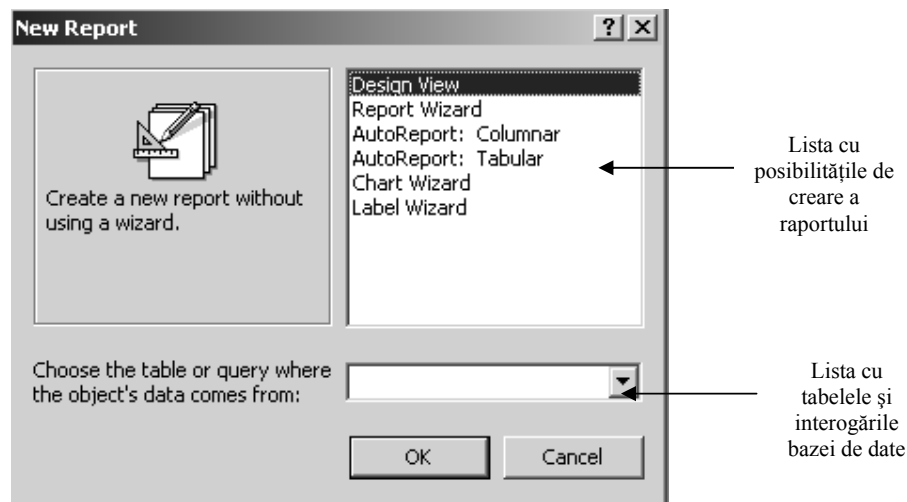 New Report
Design View
Report Wizard
AutoReport: Columnar
AutoReport: Tabular
Chart Wizard
Label Wizard
Create a new report without
using a wizard.
Lista cu
posibilitățile de
creare a
raportului
Choose the table or query where
the object's data comes from:
Lista cu
tabelele și
interogările
bazei de date
OK
Cancel